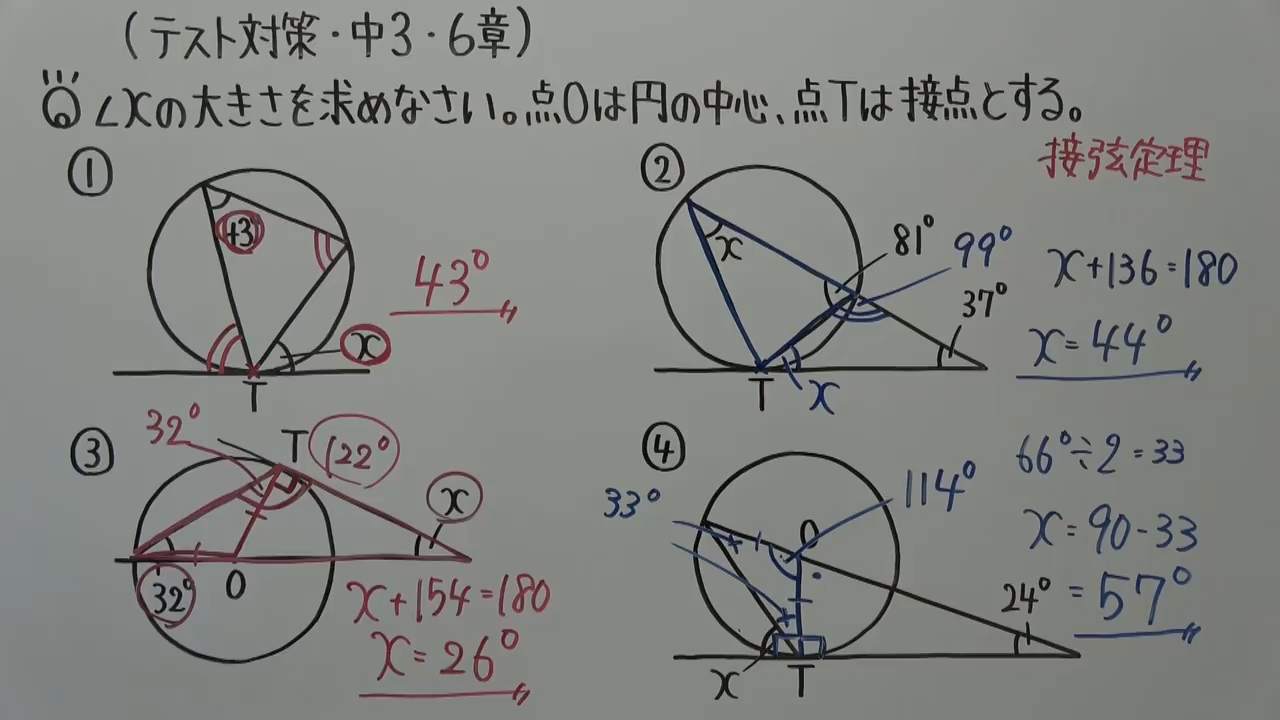 (テスト対策・中3・6章)
Q ∠xの大きさを求めなさい。点Oは円の中心、点Tは接点とする。
接弦定理
①
43
x
T
43°
②
x
81°
99°
37°
T
x
x+136=180
x=44°
③
32°
T
122°
x
32°
O
x+154=180
x=26°
④
33°
O
114°
24°
x
T
66°÷2=33
x=90-33
=57°